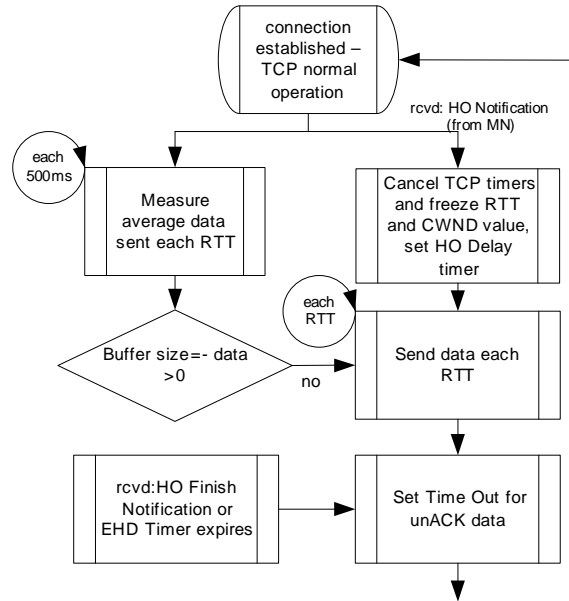 connection
established –
TCP normal
operation
rcvd: HO Notification
(from MN)
each
500ms
Measure
average data
sent each RTT
Cancel TCP timers
and freeze RTT
and CWND value,
set HO Delay
timer
each
RTT
Buffer size=- data
>0
no
Send data each
RTT
rcvd:HO Finish
Notification or
EHD Timer expires
Set Time Out for
unACK data